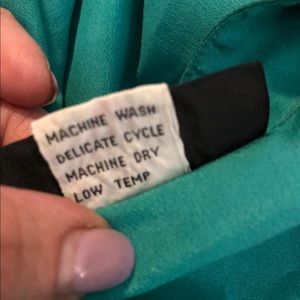 MACHINE WASH
DELICATE CYCLE
MACHINE DRY
LOW TEMP